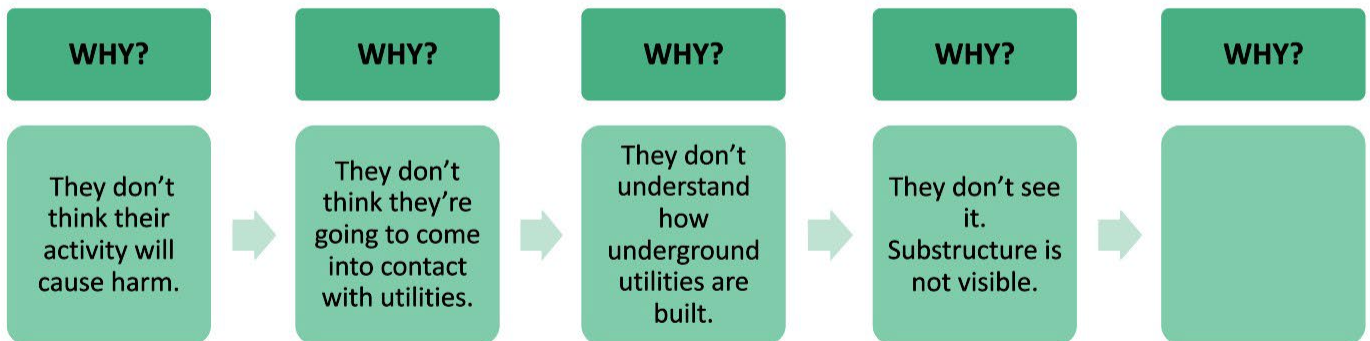 WHY?
WHY?
WHY?
WHY?
WHY?
They don’t
think their
activity will
cause harm.
They don’t
think they’re
going to come
into contact
with utilities.
They don’t
understand
how
underground
utilities are
built.
They don’t see
it.
Substructure is
not visible.